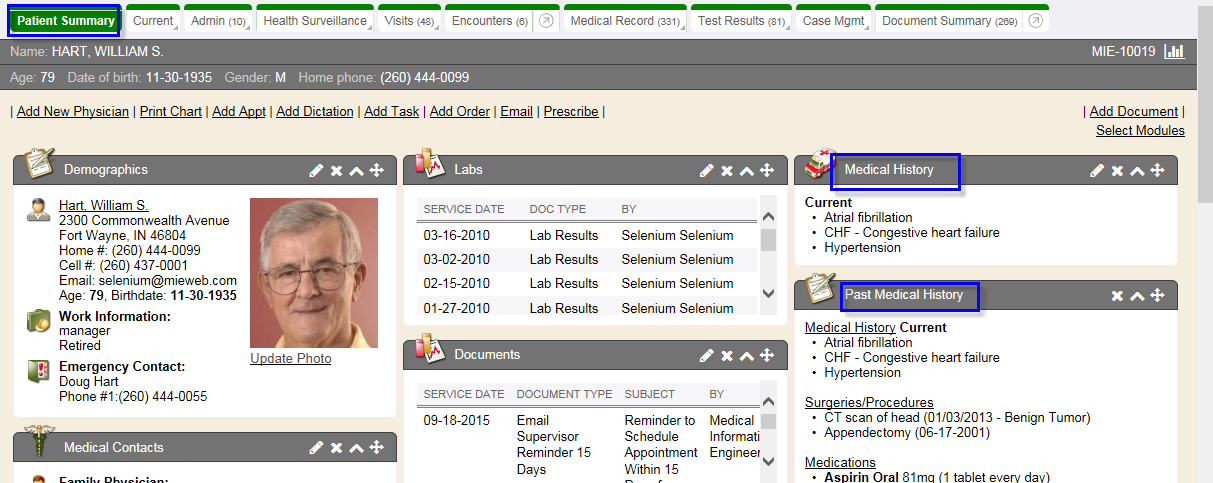 Patient Summary Current Admin (10) Health Surveillance Visits (48) Encounters (6) Medical Record (331) Test Results (81) Case Mgmt Document Summary (269)
Name: HART, WILLIAM S. MIE-10019
Age: 79 Date of birth: 11-30-1935 Gender: M Home phone: (260) 444-0099
| Add New Physician | Print Chart | Add Appt | Add Dictation | Add Task | Add Order | Email | Prescribe | | Add Document |
Select Modules
Demographics
Hart, William S.
2300 Commonwealth Avenue
Fort Wayne, IN 46804
Home #: (260) 444-0099
Cell #: (260) 437-0001
Email: selenium@mieweb.com
Age: 79, Birthdate: 11-30-1935
Work Information:
manager
Retired
Emergency Contact:
Doug Hart
Phone #1:(260) 444-0055
Update Photo
Medical Contacts
Family Physician:
Labs
SERVICE DATE DOC TYPE BY
03-16-2010 Lab Results Selenium Selenium
03-02-2010 Lab Results Selenium Selenium
02-15-2010 Lab Results Selenium Selenium
01-27-2010 Lab Results Selenium Selenium
Documents
SERVICE DATE DOCUMENT TYPE SUBJECT BY
09-18-2015 Email Reminder to Medical
Supervisor Schedule Informati
Reminder 15 Appointment Engineer
Days Within 15
Medical History
Current
• Atrial fibrillation
• CHF - Congestive heart failure
• Hypertension
Past Medical History
Medical History Current
• Atrial fibrillation
• CHF - Congestive heart failure
• Hypertension
Surgeries/Procedures
• CT scan of head (01/03/2013 - Benign Tumor)
• Appendectomy (06-17-2001)
Medications
• Aspirin Oral 81mg (1 tablet every day)